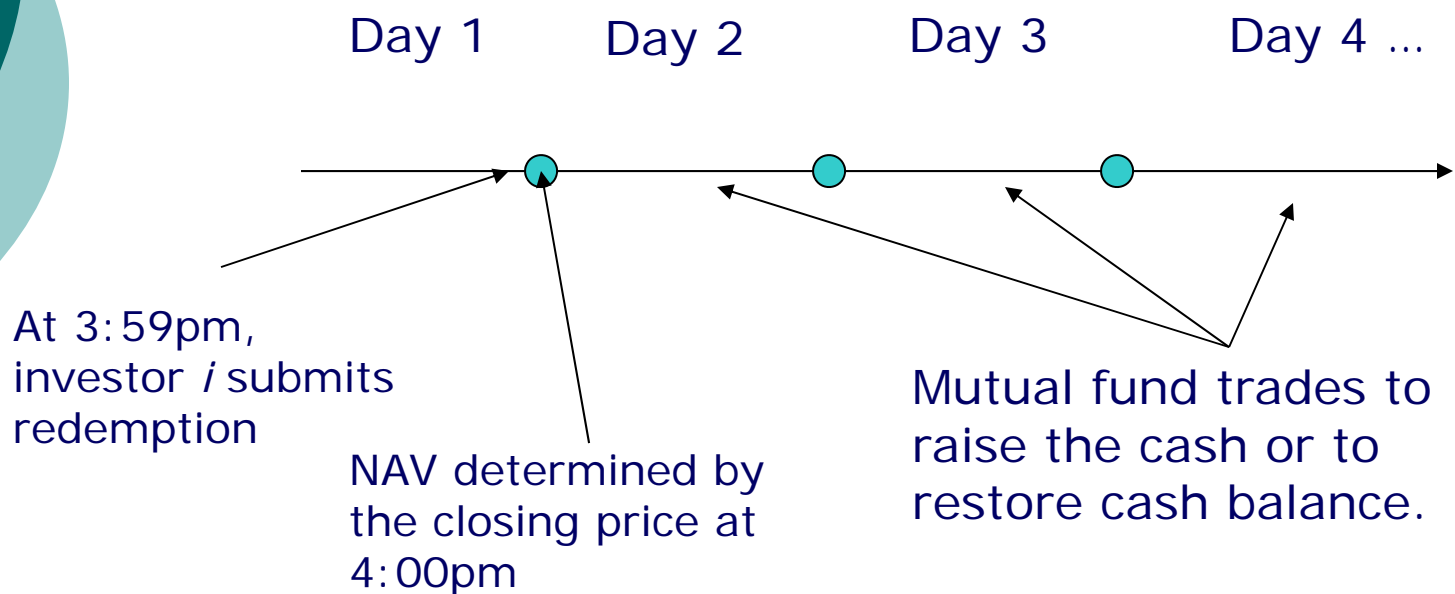 Day 1 Day 2 Day 3 Day 4 ...
At 3:59pm,
investor i submits
redemption
NAV determined by
the closing price at
4:00pm
Mutual fund trades to
raise the cash or to
restore cash balance.